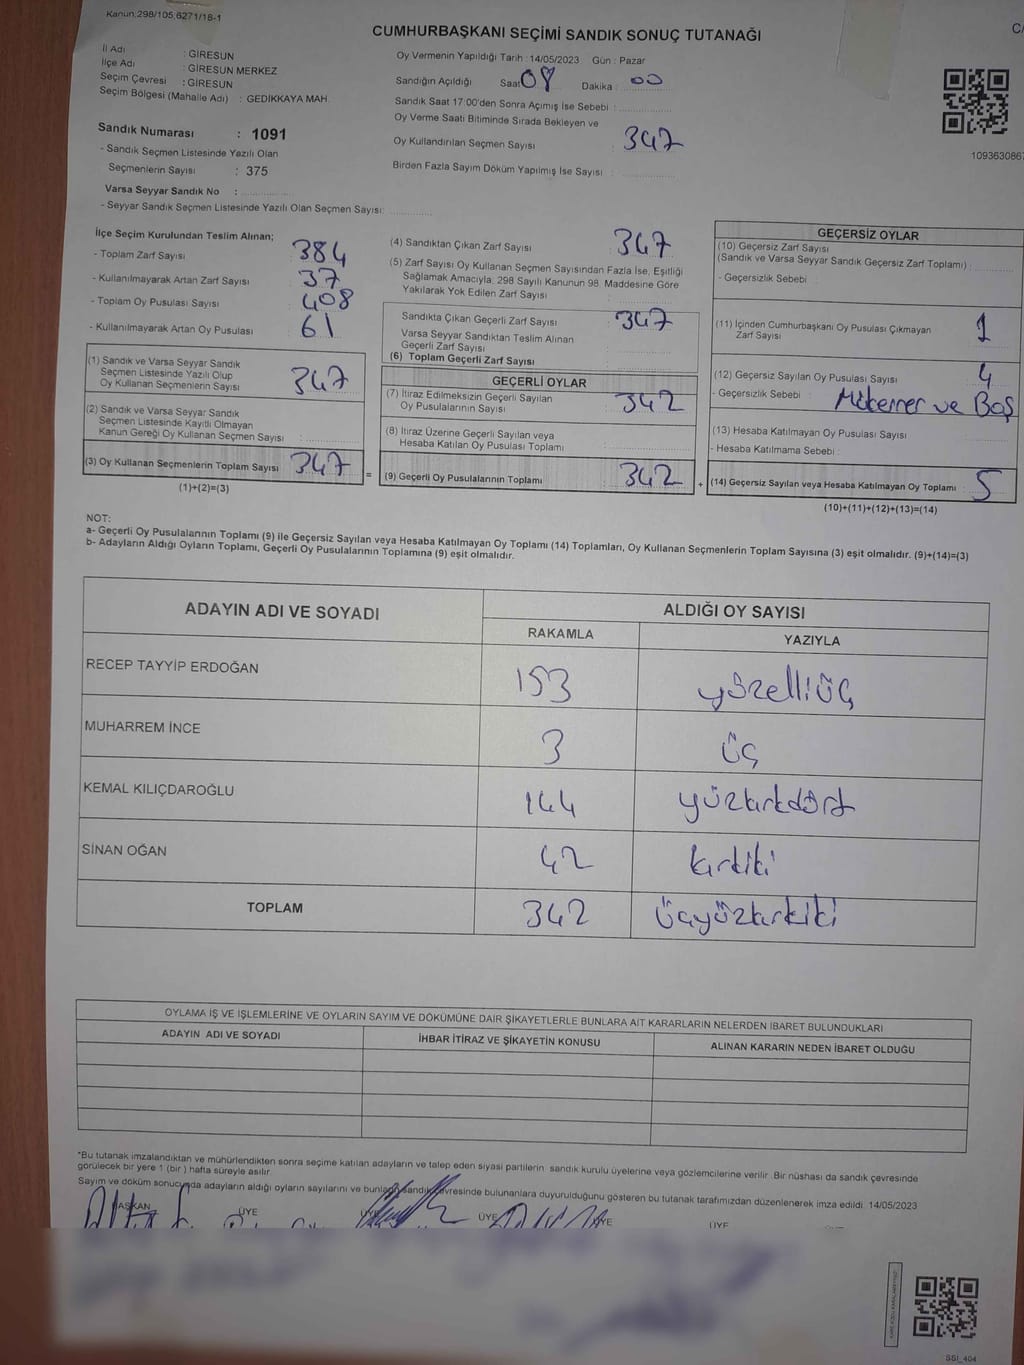 Kanun:298/105,6271/18-1
CUMHURBAŞKANI SEÇİMİ SANDIK SONUÇ TUTANAĞI
C/
İl Adı : GİRESUN
İlçe Adı : GİRESUN MERKEZ
Seçim Çevresi : GİRESUN
Seçim Bölgesi (Mahalle Adı) : GEDİKKAYA MAH.
Sandık Numarası : 1091
- Sandık Seçmen Listesinde Yazılı Olan
Seçmenlerin Sayısı : 375
Varsa Seyyar Sandık No :
- Seyyar Sandık Seçmen Listesinde Yazılı Olan Seçmen Sayısı:
Oy Vermenin Yapıldığı Tarih : 14/05/2023 Gün : Pazar
Sandığın Açıldığı Saat 08 Dakika : 00
Sandık Saat 17:00'den Sonra Açımış İse Sebebi :
Oy Verme Saati Bitiminde Sırada Bekleyen ve
Oy Kullandırılan Seçmen Sayısı : 347
Birden Fazla Sayım Döküm Yapılmış İse Sayısı :
1093630867
İlçe Seçim Kurulundan Teslim Alınan;
- Toplam Zarf Sayısı 384
- Kullanılmayarak Artan Zarf Sayısı 37
- Toplam Oy Pusulası Sayısı 408
- Kullanılmayarak Artan Oy Pusulası 61
(1) Sandık ve Varsa Seyyar Sandık
Seçmen Listesinde Yazılı Olup
Oy Kullanan Seçmenlerin Sayısı 347
(2) Sandık ve Varsa Seyyar Sandık
Seçmen Listesinde Kayıtlı Olmayan
Kanun Gereği Oy Kullanan Seçmen Sayısı :
(3) Oy Kullanan Seçmenlerin Toplam Sayısı 347
(1)+(2)=(3)
(4) Sandıktan Çıkan Zarf Sayısı : 347
(5) Zarf Sayısı Oy Kullanan Seçmen Sayısından Fazla İse, Eşitliği
Sağlamak Amacıyla; 298 Sayılı Kanunun 98. Maddesine Göre
Yakılarak Yok Edilen Zarf Sayısı :
Sandıkta Çıkan Geçerli Zarf Sayısı : 347
Varsa Seyyar Sandıktan Teslim Alınan
Geçerli Zarf Sayısı
(6) Toplam Geçerli Zarf Sayısı
=
GEÇERLİ OYLAR
(7) İtiraz Edilmeksizin Geçerli Sayılan
Oy Pusulalarının Sayısı : 342
(8) İtiraz Üzerine Geçerli Sayılan veya
Hesaba Katılan Oy Pusulası Toplamı :
(9) Geçerli Oy Pusulalarının Toplamı : 342
+
GEÇERSİZ OYLAR
(10) Geçersiz Zarf Sayısı
(Sandık ve Varsa Seyyar Sandık Geçersiz Zarf Toplamı) :
- Geçersizlik Sebebi :
(11) İçinden Cumhurbaşkanı Oy Pusulası Çıkmayan
Zarf Sayısı 1
(12) Geçersiz Sayılan Oy Pusulası Sayısı 4
- Geçersizlik Sebebi : Mükerrer ve Boş
(13) Hesaba Katılmayan Oy Pusulası Sayısı
- Hesaba Katılmama Sebebi :
(14) Geçersiz Sayılan veya Hesaba Katılmayan Oy Toplamı 5
(10)+(11)+(12)+(13)=(14)
NOT:
a- Geçerli Oy Pusulalarının Toplamı (9) ile Geçersiz Sayılan veya Hesaba Katılmayan Oy Toplamı (14) Toplamları, Oy Kullanan Seçmenlerin Toplam Sayısına (3) eşit olmalıdır. (9)+(14)=(3)
b- Adayların Aldığı Oyların Toplamı, Geçerli Oy Pusulalarının Toplamına (9) eşit olmalıdır.
ADAYIN ADI VE SOYADI
ALDIĞI OY SAYISI
RAKAMLA
YAZIYLA
RECEP TAYYİP ERDOĞAN 153 yüzelliüç
MUHARREM İNCE 3 üç
KEMAL KILIÇDAROĞLU 144 yüzkırkdört
SİNAN OĞAN 42 kırkiki
TOPLAM 342 Üçyüzkırkiki
OYLAMA İŞ VE İŞLEMLERİNE VE OYLARIN SAYIM VE DÖKÜMÜNE DAİR ŞİKAYETLERLE BUNLARA AİT KARARLARIN NELERDEN İBARET BULUNDUKLARI
ADAYIN ADI VE SOYADI
İHBAR İTİRAZ VE ŞİKAYETİN KONUSU
ALINAN KARARIN NEDEN İBARET OLDUĞU
*Bu tutanak imzalandıktan ve mühürlendikten sonra seçime katılan adayların ve talep eden siyasi partilerin sandık kurulu üyelerine veya gözlemcilerine verilir. Bir nüshası da sandık çevresinde
görülecek bir yere 1 (bir) hafta süreyle asılır.
Sayım ve döküm sonucunda adayların aldığı oyların sayılarını ve bunların sandık çevresinde bulunanlara duyurulduğunu gösteren bu tutanak tarafımızdan düzenlenerek imza edildi. 14/05/2023
BAŞKAN ÜYE ÜYE ÜYE ÜYE ÜYE
SSİ_404